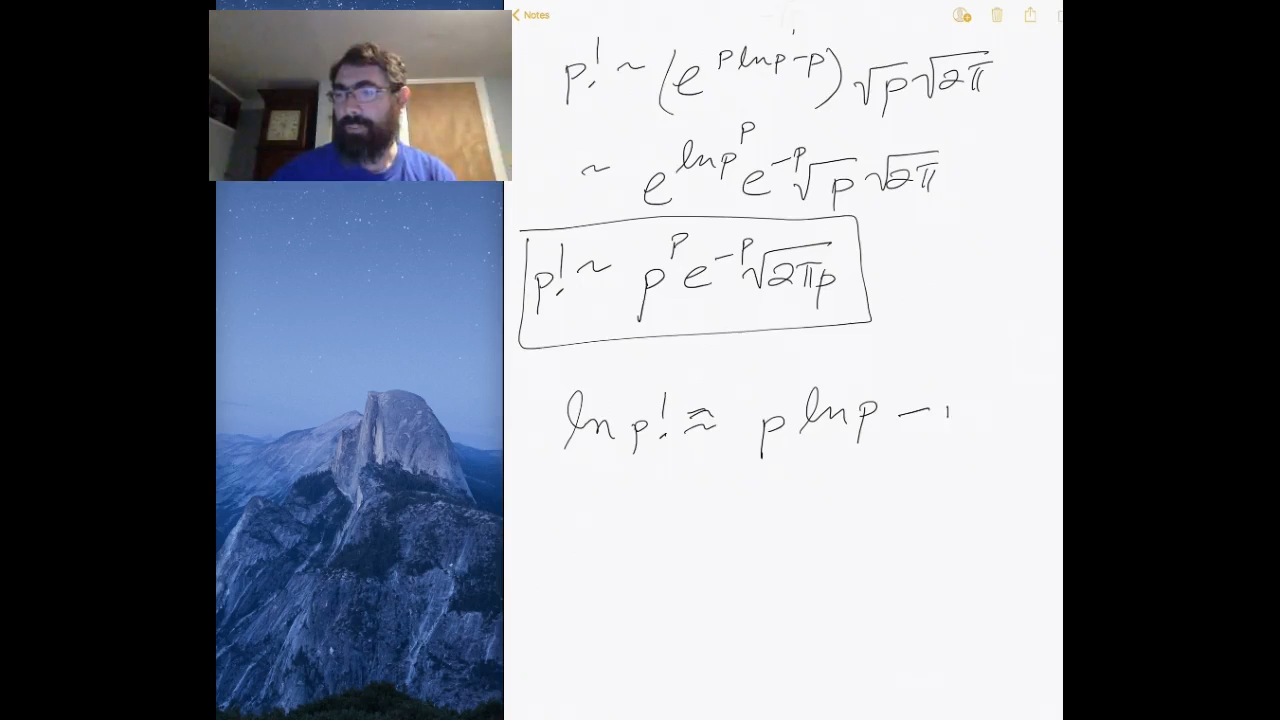 Notes
p! ~ (e^{p ln p - p}) √p √2π
~ e^{ln p^p} e^{-p} √p √2π
p! ~ p^p e^{-p} √2πp
ln p! ≈ p ln p -